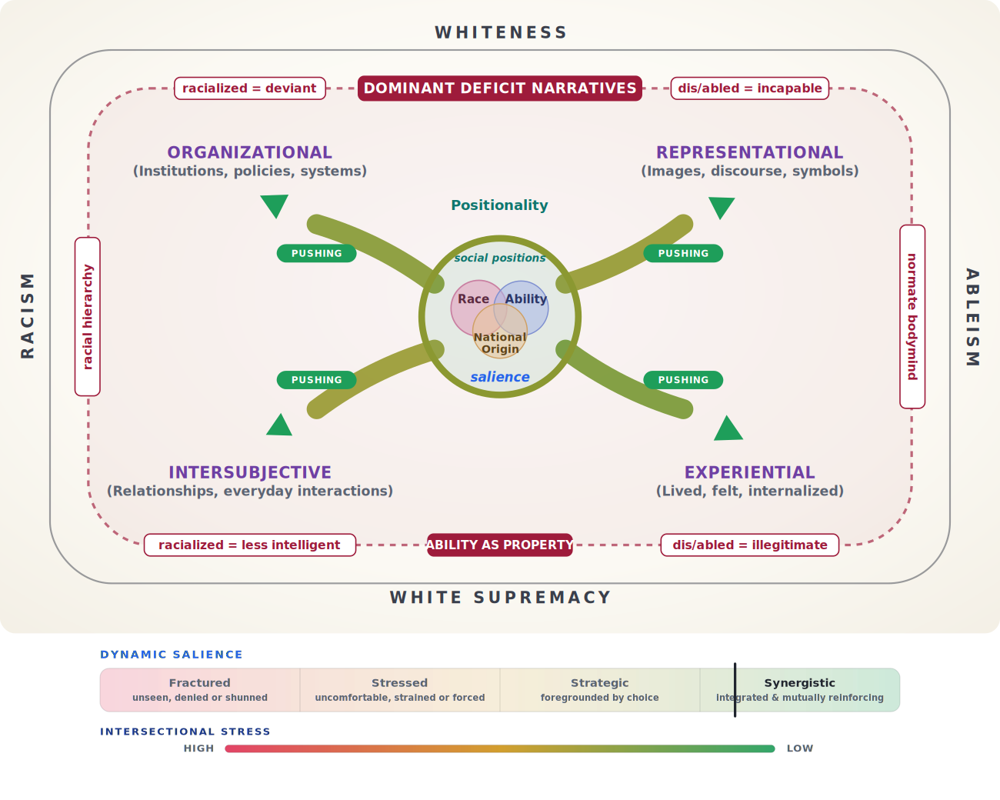 WHITENESS
racialized = deviant
DOMINANT DEFICIT NARRATIVES
dis/abled = incapable
ORGANIZATIONAL
(Institutions, policies, systems)
REPRESENTATIONAL
(Images, discourse, symbols)
Positionality
PUSHING
PUSHING
social positions
Race
Ability
National
Origin
salience
RACISM
racial hierarchy
normate bodymind
ABLEISM
PUSHING
PUSHING
INTERSUBJECTIVE
(Relationships, everyday interactions)
EXPERIENTIAL
(Lived, felt, internalized)
racialized = less intelligent
ABILITY AS PROPERTY
dis/abled = illegitimate
WHITE SUPREMACY
DYNAMIC SALIENCE
Fractured
unseen, denied or shunned
Stressed
uncomfortable, strained or forced
Strategic
foregrounded by choice
Synergistic
integrated & mutually reinforcing
INTERSECTIONAL STRESS
HIGH
LOW